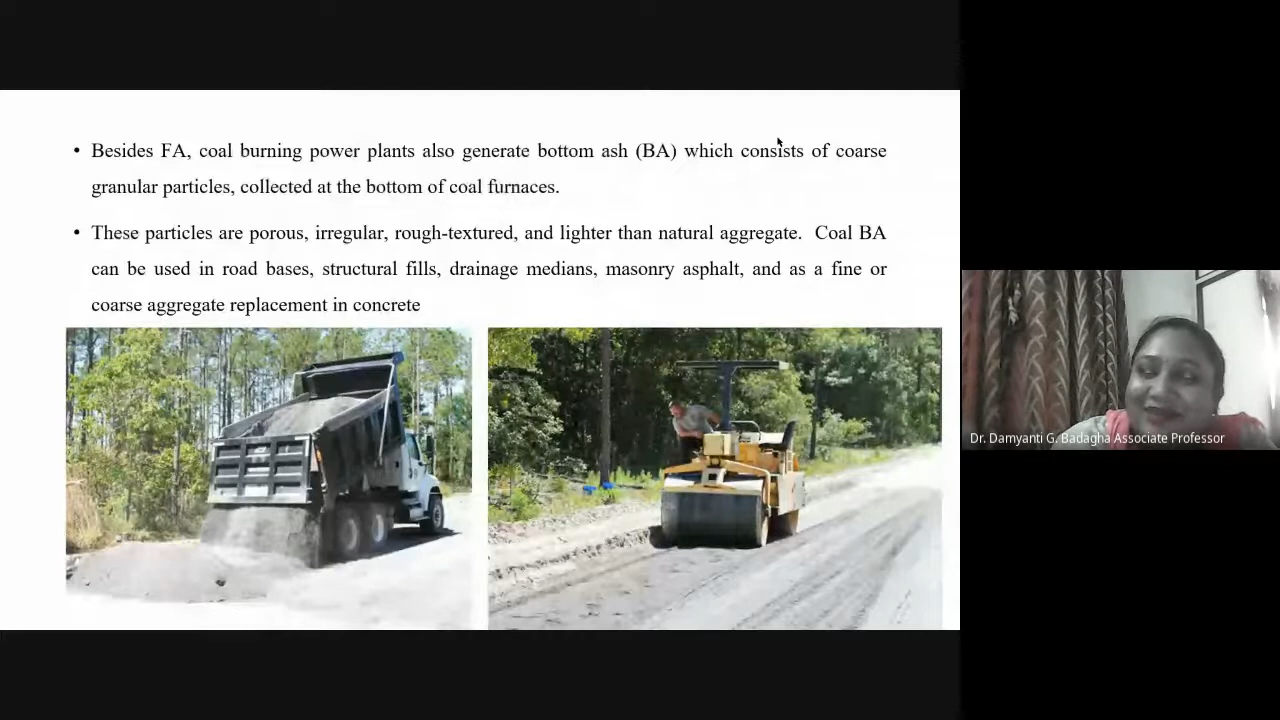 • Besides FA, coal burning power plants also generate bottom ash (BA) which consists of coarse
granular particles, collected at the bottom of coal furnaces.
• These particles are porous, irregular, rough-textured, and lighter than natural aggregate. Coal BA
can be used in road bases, structural fills, drainage medians, masonry asphalt, and as a fine or
coarse aggregate replacement in concrete
Dr. Damyanti G. Badagha Associate Professor